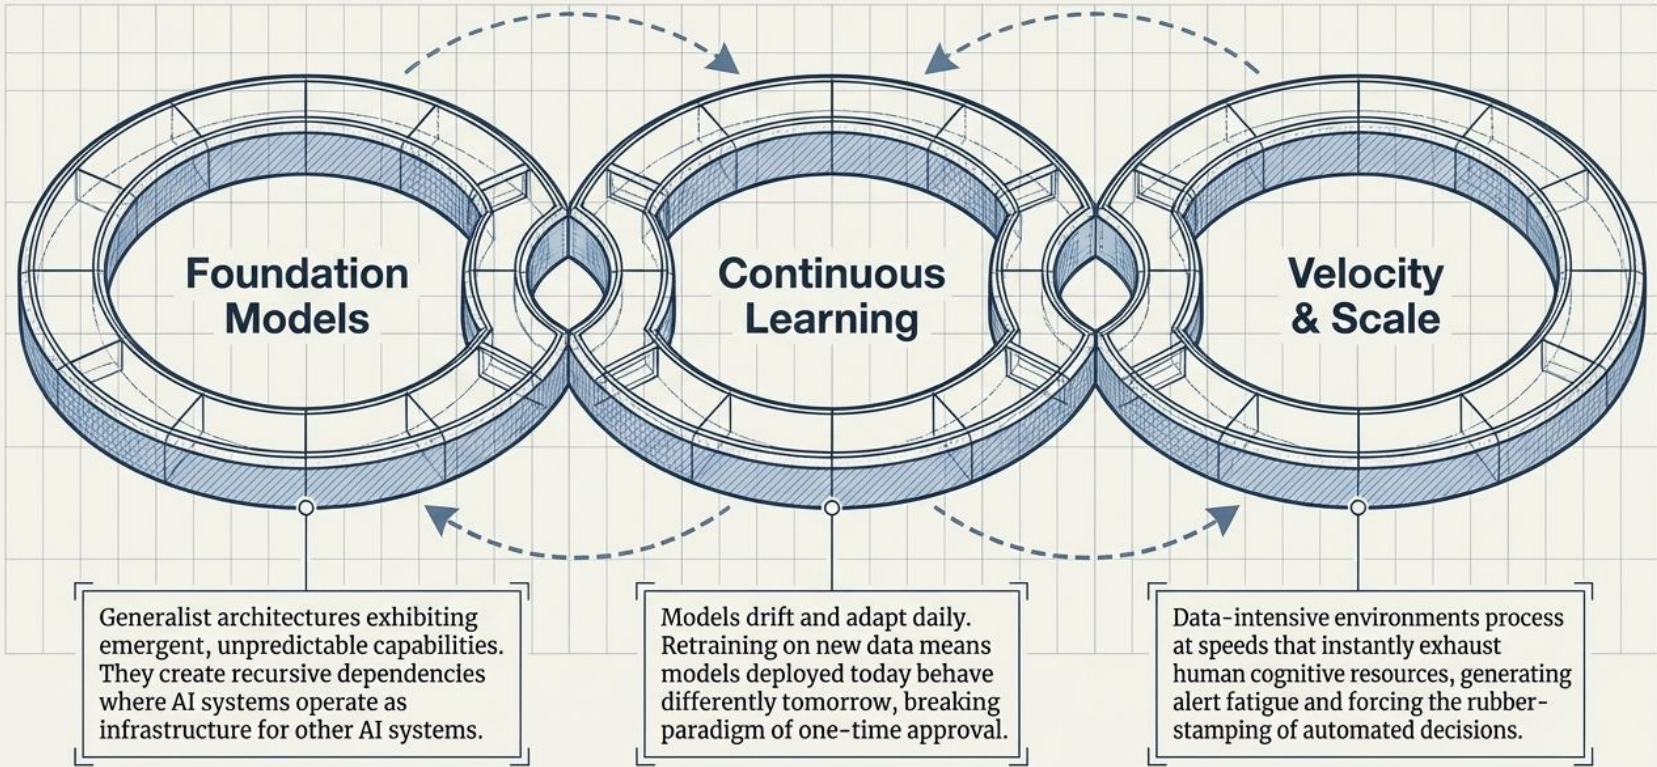 Foundation
Models
Continuous
Learning
Velocity
& Scale
Generalist architectures exhibiting
emergent, unpredictable capabilities.
They create recursive dependencies
where AI systems operate as
infrastructure for other AI systems.
Models drift and adapt daily.
Retraining on new data means
models deployed today behave
differently tomorrow, breaking
paradigm of one-time approval.
Data-intensive environments process
at speeds that instantly exhaust
human cognitive resources, generating
alert fatigue and forcing the rubber-
stamping of automated decisions.